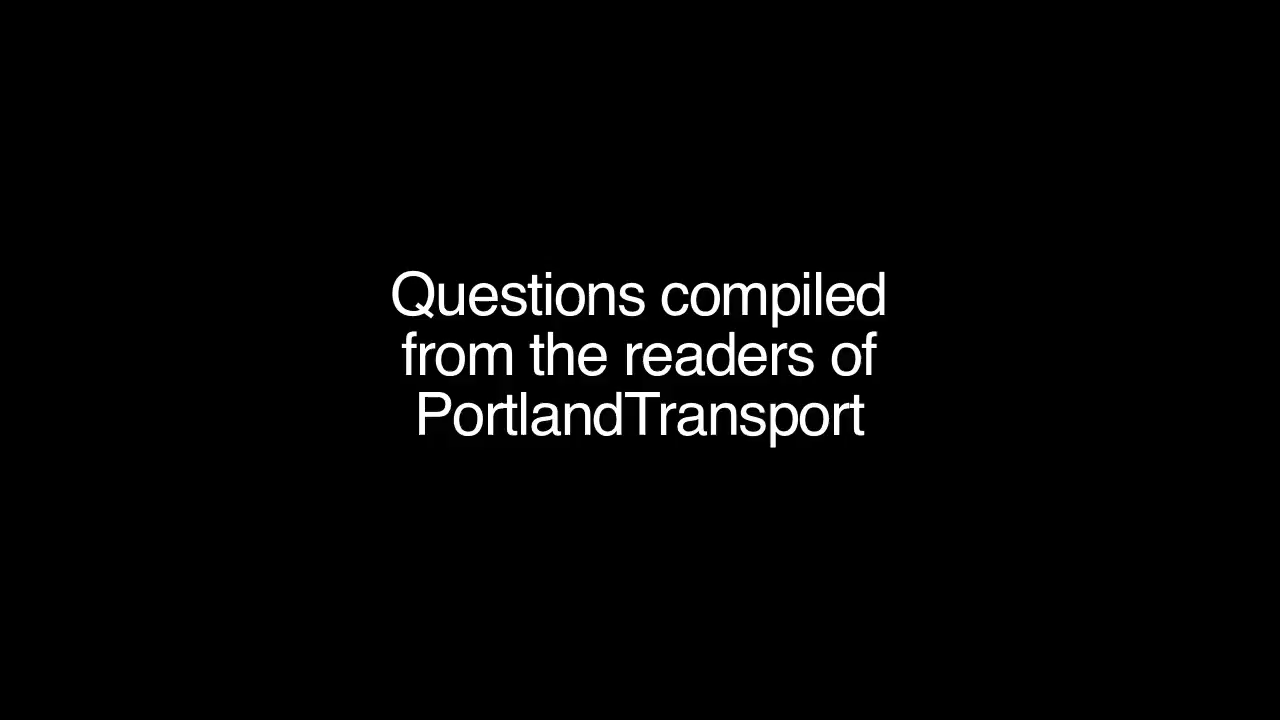 Questions compiled
from the readers of
PortlandTransport